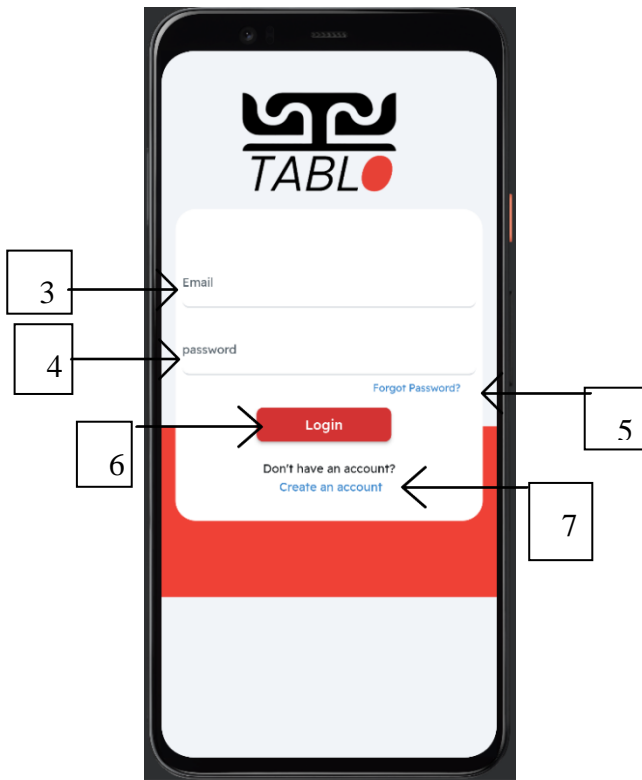 TABLO
3
Email
4
password
Forgot Password?
5
Login
6
Don't have an account?
Create an account
7